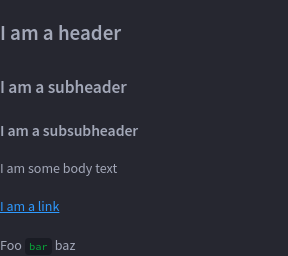 I am a header
I am a subheader
I am a subsubheader
I am some body text
I am a link
Foo bar baz